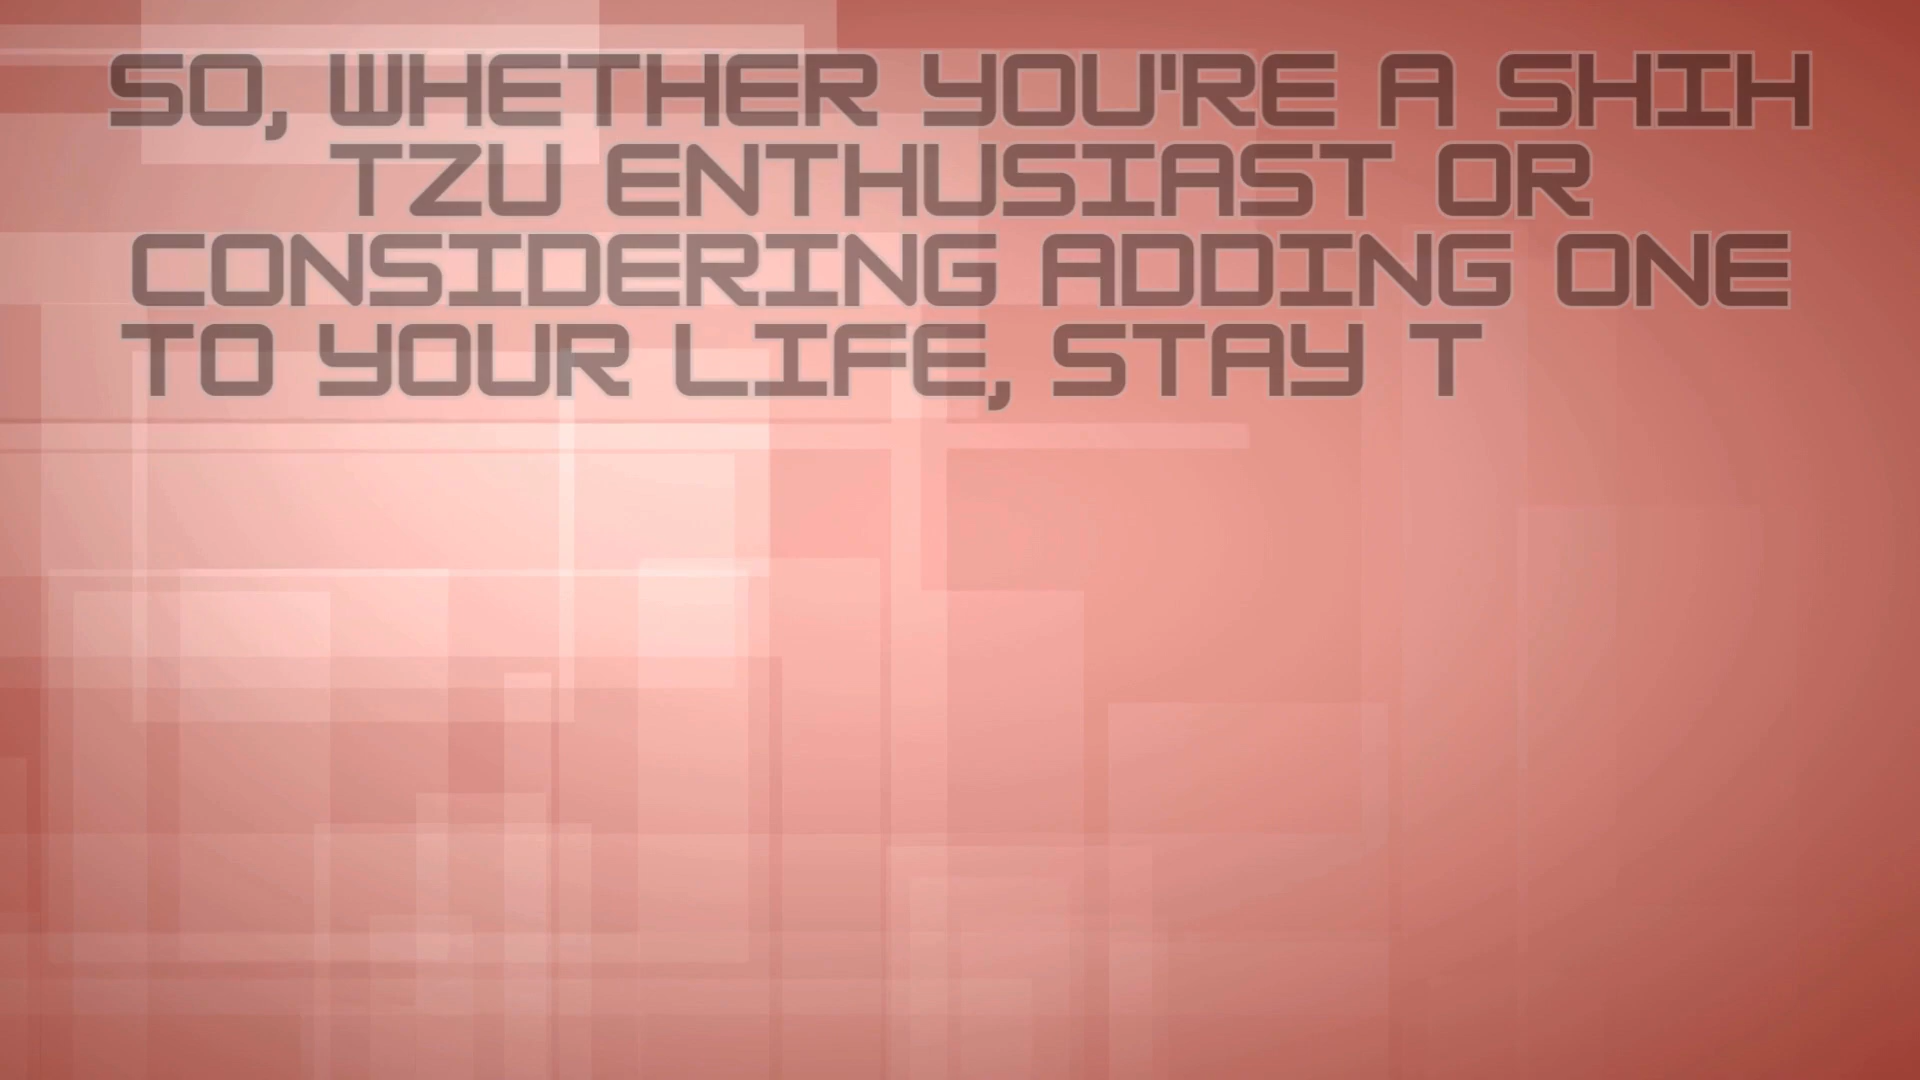 SO, WHETHER YOU'RE A SHIH
TZU ENTHUSIAST OR
CONSIDERING ADDING ONE
TO YOUR LIFE, STAY T